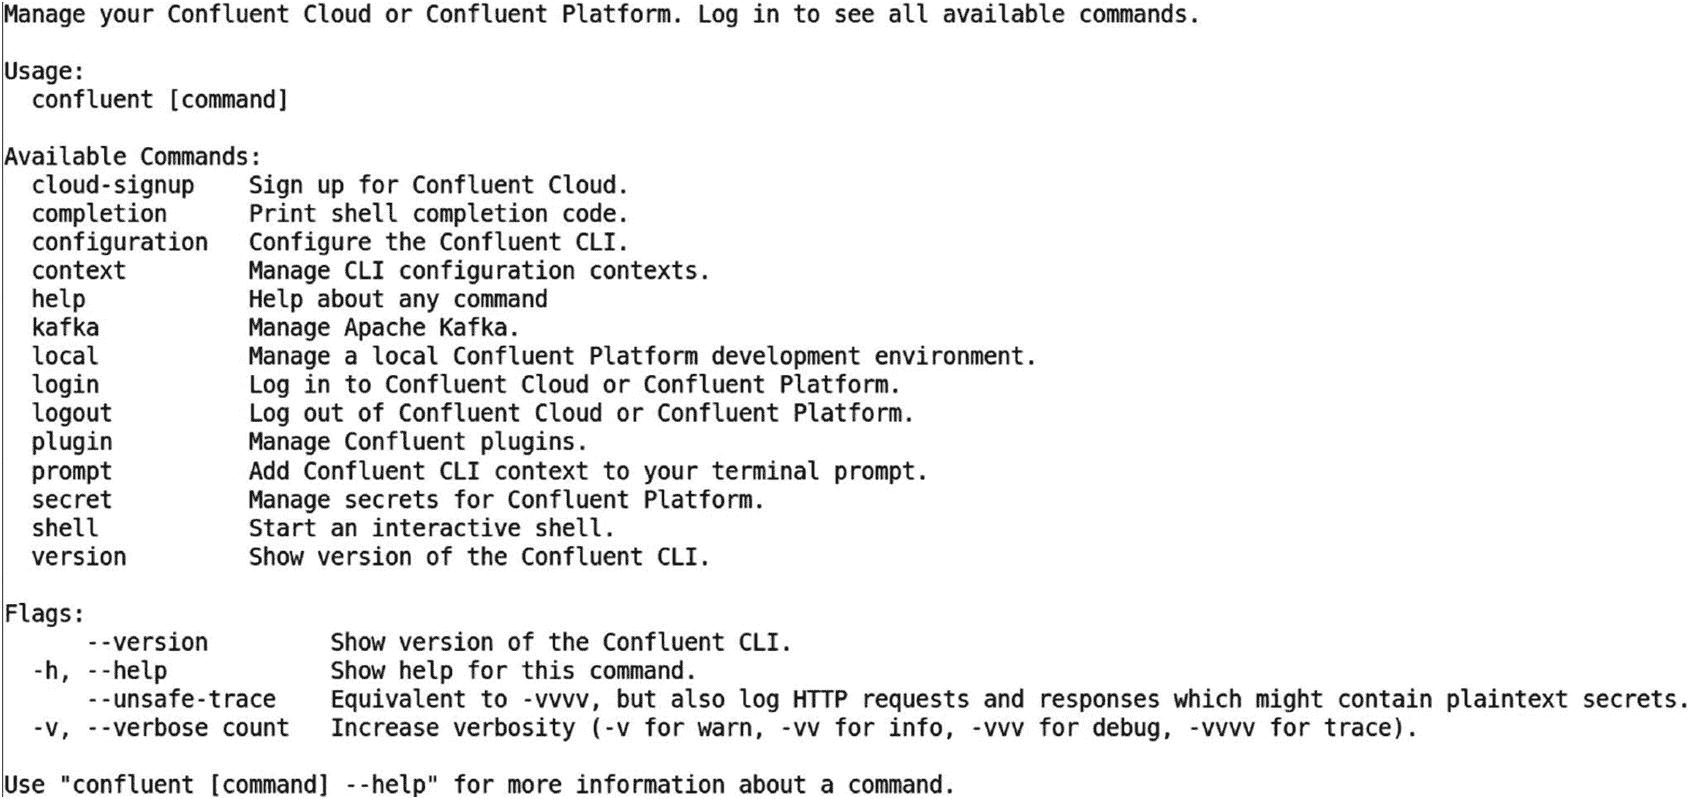 Manage your Confluent Cloud or Confluent Platform. Log in to see all available commands.

Usage:
  confluent [command]

Available Commands:
  cloud-signup    Sign up for Confluent Cloud.
  completion      Print shell completion code.
  configuration   Configure the Confluent CLI.
  context         Manage CLI configuration contexts.
  help            Help about any command
  kafka           Manage Apache Kafka.
  local           Manage a local Confluent Platform development environment.
  login           Log in to Confluent Cloud or Confluent Platform.
  logout          Log out of Confluent Cloud or Confluent Platform.
  plugin          Manage Confluent plugins.
  prompt          Add Confluent CLI context to your terminal prompt.
  secret          Manage secrets for Confluent Platform.
  shell           Start an interactive shell.
  version         Show version of the Confluent CLI.

Flags:
      --version         Show version of the Confluent CLI.
  -h, --help            Show help for this command.
      --unsafe-trace    Equivalent to -vvvv, but also log HTTP requests and responses which might contain plaintext secrets.
  -v, --verbose count   Increase verbosity (-v for warn, -vv for info, -vvv for debug, -vvvv for trace).

Use "confluent [command] --help" for more information about a command.